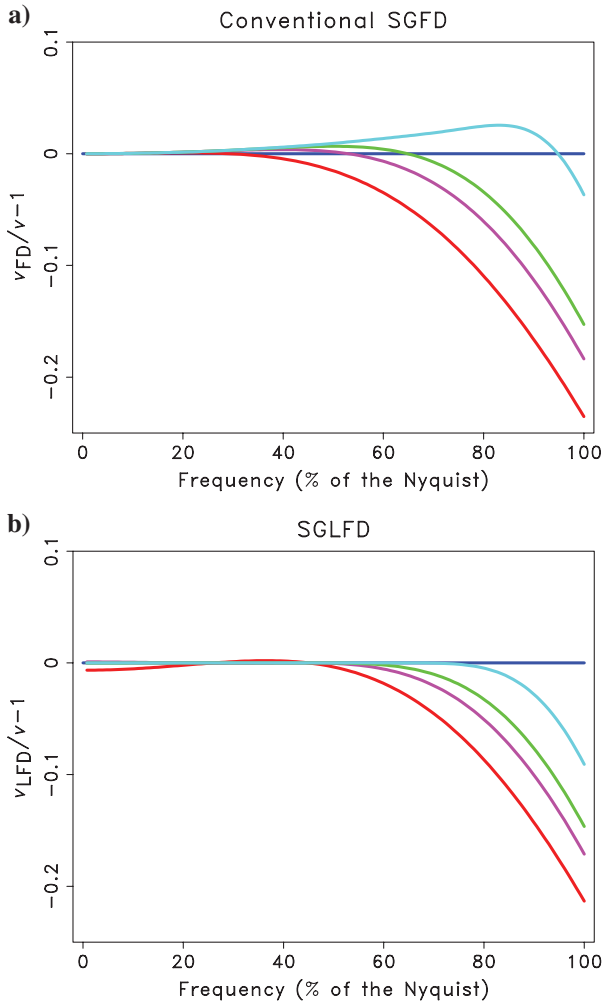 a)
Conventional SGFD
0.1
0
−0.1
−0.2
vFD/v−1
0 20 40 60 80 100
Frequency (% of the Nyquist)
b)
SGLFD
0.1
0
−0.1
−0.2
vLFD/v−1
0 20 40 60 80 100
Frequency (% of the Nyquist)